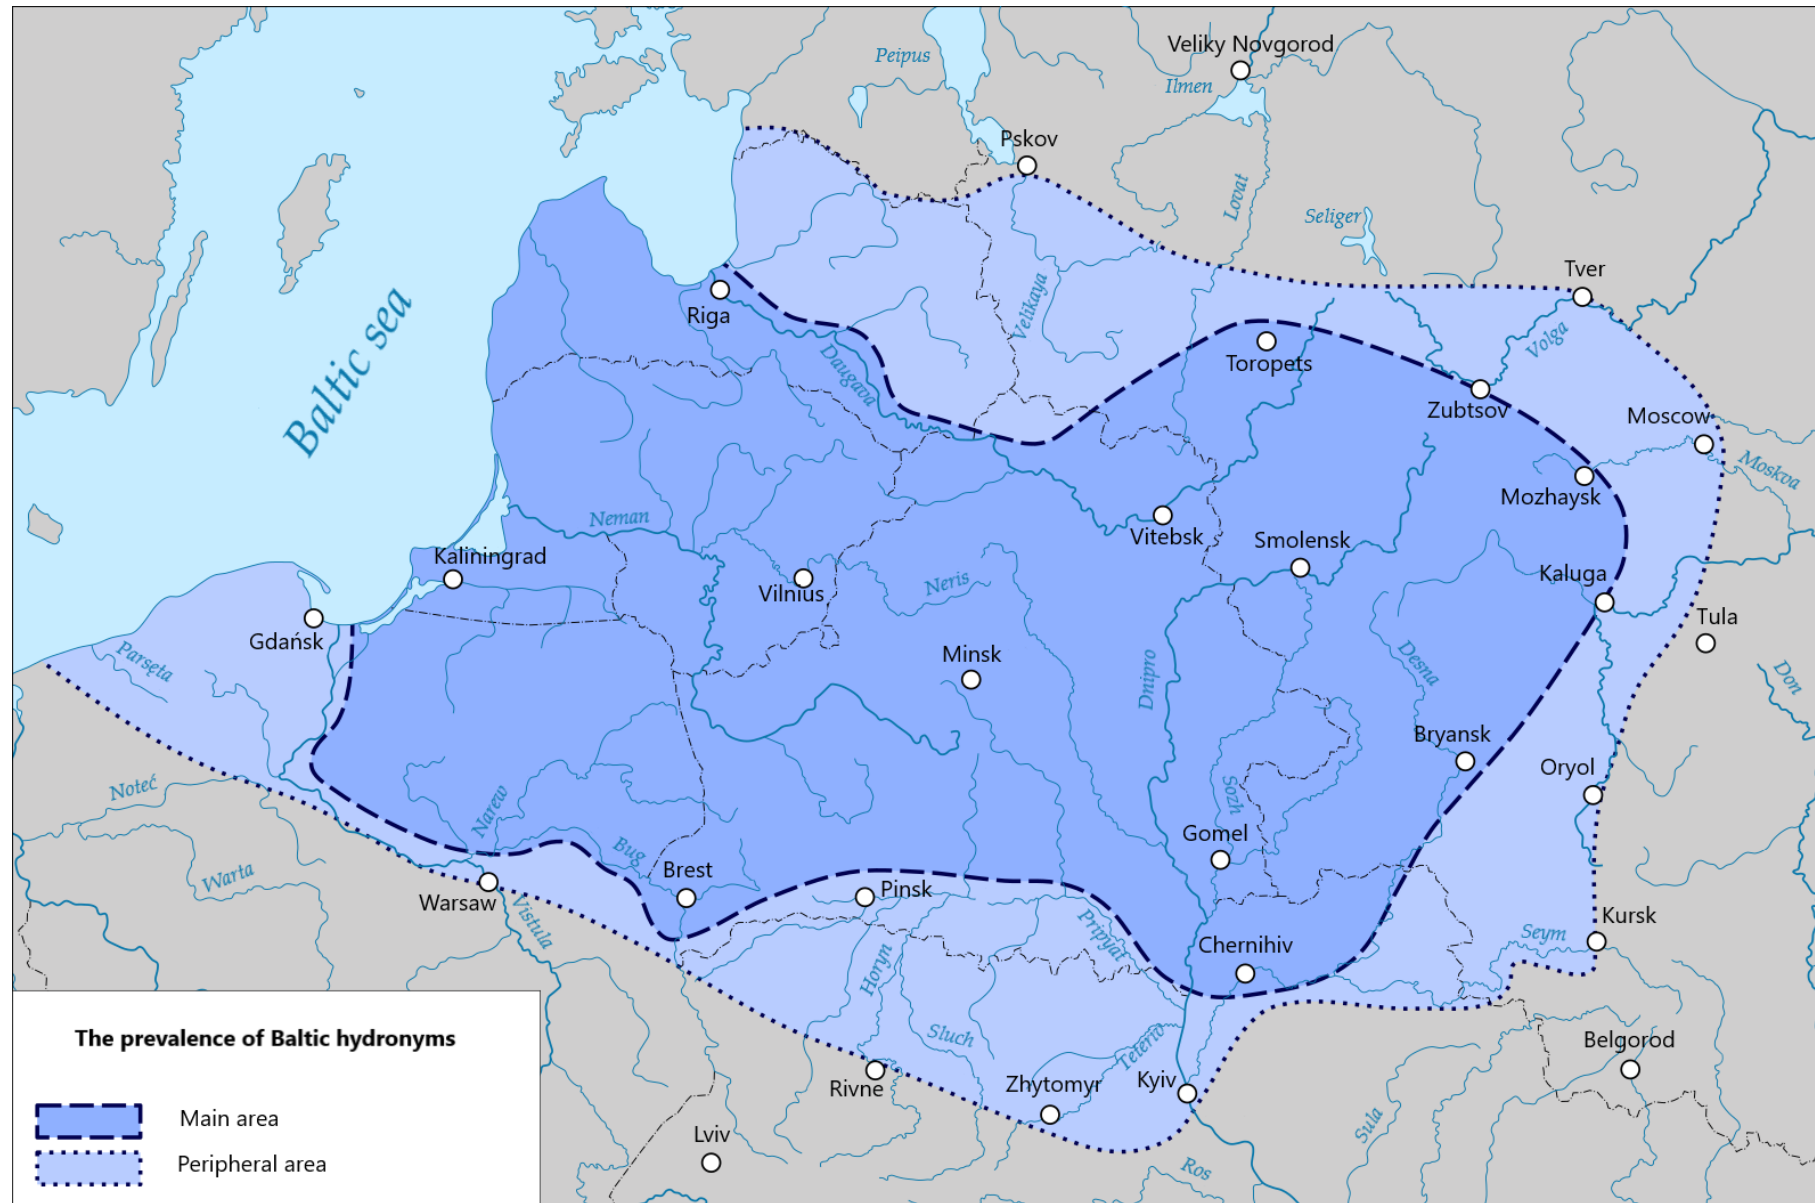 Veliky Novgorod
Peipus
Ilmen
Pskov
Lovat
Seliger
Tver
Velikaya
Baltic sea
Riga
Daugava
Toropets
Volga
Zubtsov
Moscow
Moskva
Mozhaysk
Neman
Vitebsk
Smolensk
Kaliningrad
Vilnius
Neris
Kaluga
Tula
Gdańsk
Parsęta
Minsk
Dnipro
Desna
Don
Bryansk
Oryol
Noteć
Narew
Sozh
Gomel
Bug
Brest
Warta
Warsaw
Vistula
Pinsk
Pripyat
Kursk
Seym
Chernihiv
Horyn
Sluch
Teteriv
Belgorod
Rivne
Zhytomyr
Kyiv
Sula
Lviv
Ros
The prevalence of Baltic hydronyms
Main area
Peripheral area